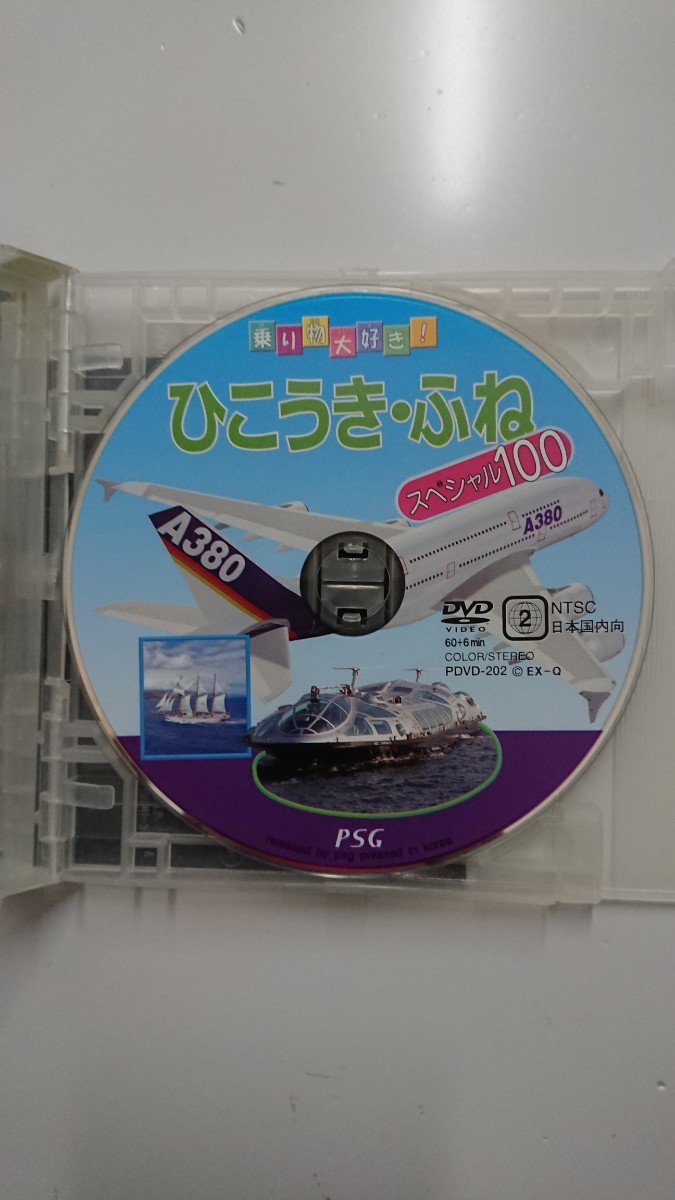 乗り物大好き!
ひこうき・ふね
スペシャル100
A380
A380
DVD
VIDEO
2
NTSC
日本国内向
60+6min
COLOR/STEREO
PDVD-202 © EX-Q
PSG
released by psg pressed in korea